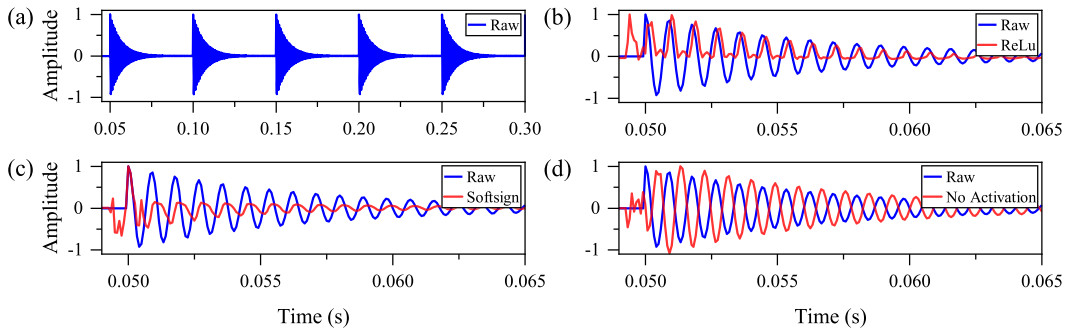 (a)
Amplitude
1
0
-1
Raw
0.05 0.10 0.15 0.20 0.25 0.30
(b)
1
0
-1
Raw
ReLu
0.050 0.055 0.060 0.065
(c)
Amplitude
1
0
-1
Raw
Softsign
0.050 0.055 0.060 0.065
Time (s)
(d)
1
0
-1
Raw
No Activation
0.050 0.055 0.060 0.065
Time (s)